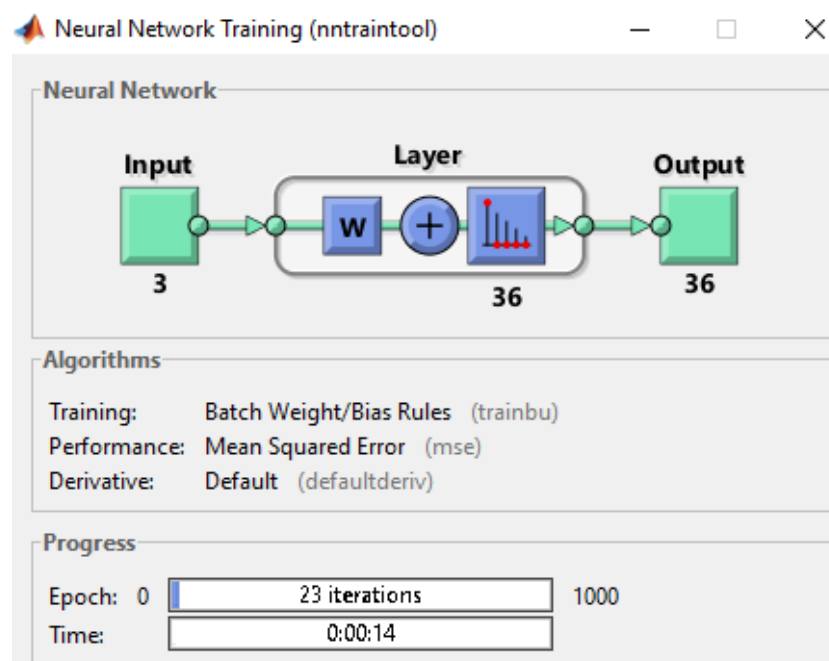 Neural Network Training (nntraintool)
Neural Network
Input
Layer
Output
W
3
36
36
Algorithms
Training: Batch Weight/Bias Rules (trainbu)
Performance: Mean Squared Error (mse)
Derivative: Default (defaultderiv)
Progress
Epoch: 0 23 iterations 1000
Time: 0:00:14